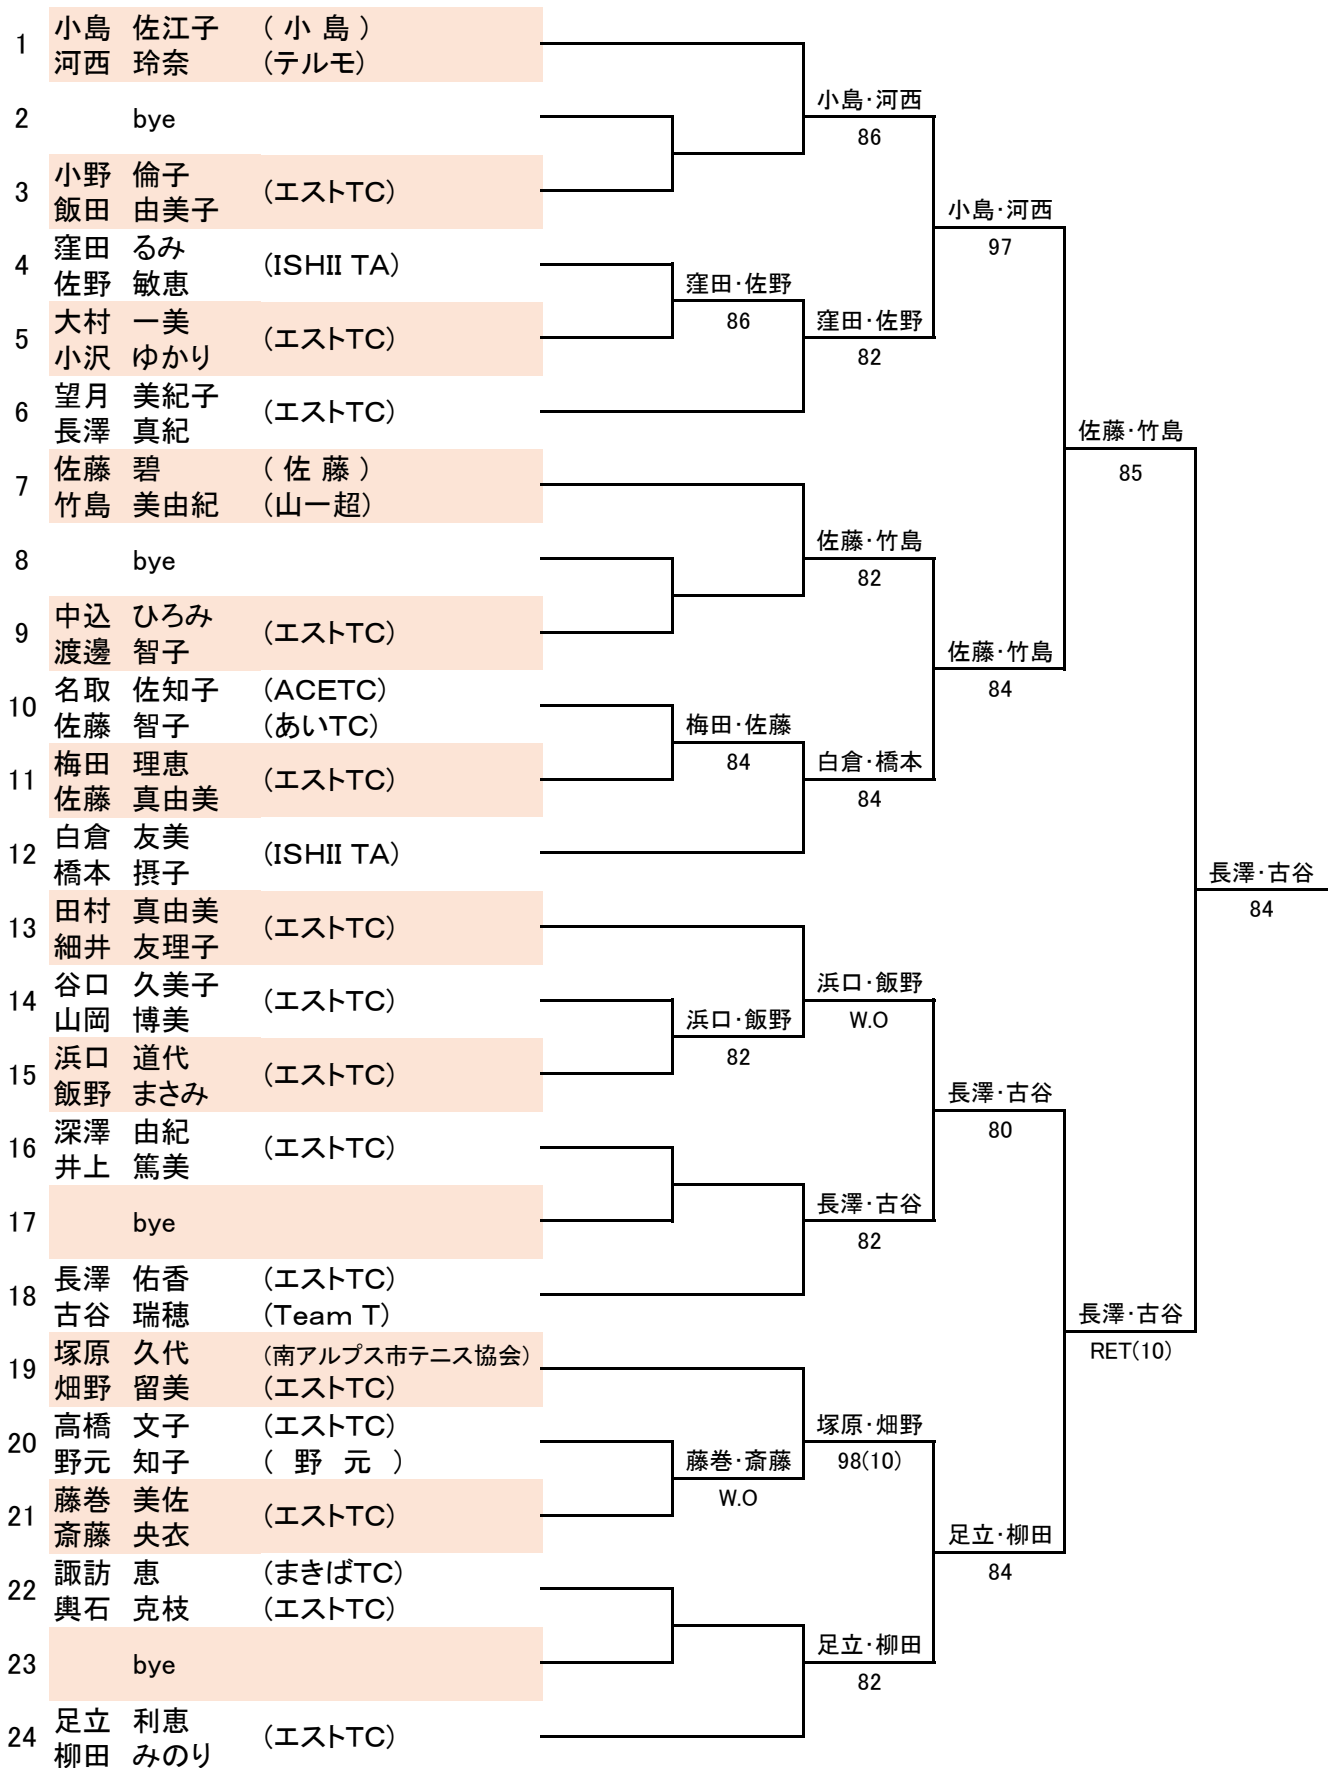 1 小島 佐江子 ( 小 島 )
河西 玲奈 (テルモ)
2 bye
3 小野 倫子 (エストTC)
飯田 由美子
4 窪田 るみ (ISHII TA)
佐野 敏恵
5 大村 一美 (エストTC)
小沢 ゆかり
6 望月 美紀子 (エストTC)
長澤 真紀
7 佐藤 碧 ( 佐 藤 )
竹島 美由紀 (山一超)
8 bye
9 中込 ひろみ (エストTC)
渡邊 智子
10 名取 佐知子 (ACETC)
佐藤 智子 (あいTC)
11 梅田 理恵 (エストTC)
佐藤 真由美
12 白倉 友美 (ISHII TA)
橋本 摂子
13 田村 真由美 (エストTC)
細井 友理子
14 谷口 久美子 (エストTC)
山岡 博美
15 浜口 道代 (エストTC)
飯野 まさみ
16 深澤 由紀 (エストTC)
井上 篤美
17 bye
18 長澤 佑香 (エストTC)
古谷 瑞穂 (Team T)
19 塚原 久代 (南アルプス市テニス協会)
畑野 留美 (エストTC)
20 高橋 文子 (エストTC)
野元 知子 ( 野 元 )
21 藤巻 美佐 (エストTC)
斎藤 央衣
22 諏訪 恵 (まきばTC)
輿石 克枝 (エストTC)
23 bye
24 足立 利恵 (エストTC)
柳田 みのり
窪田・佐野
86
梅田・佐藤
84
浜口・飯野
82
藤巻・斎藤
W.O
小島・河西
86
窪田・佐野
82
佐藤・竹島
82
白倉・橋本
84
浜口・飯野
W.O
長澤・古谷
82
塚原・畑野
98(10)
足立・柳田
82
小島・河西
97
佐藤・竹島
84
長澤・古谷
80
足立・柳田
84
佐藤・竹島
85
長澤・古谷
RET(10)
長澤・古谷
84